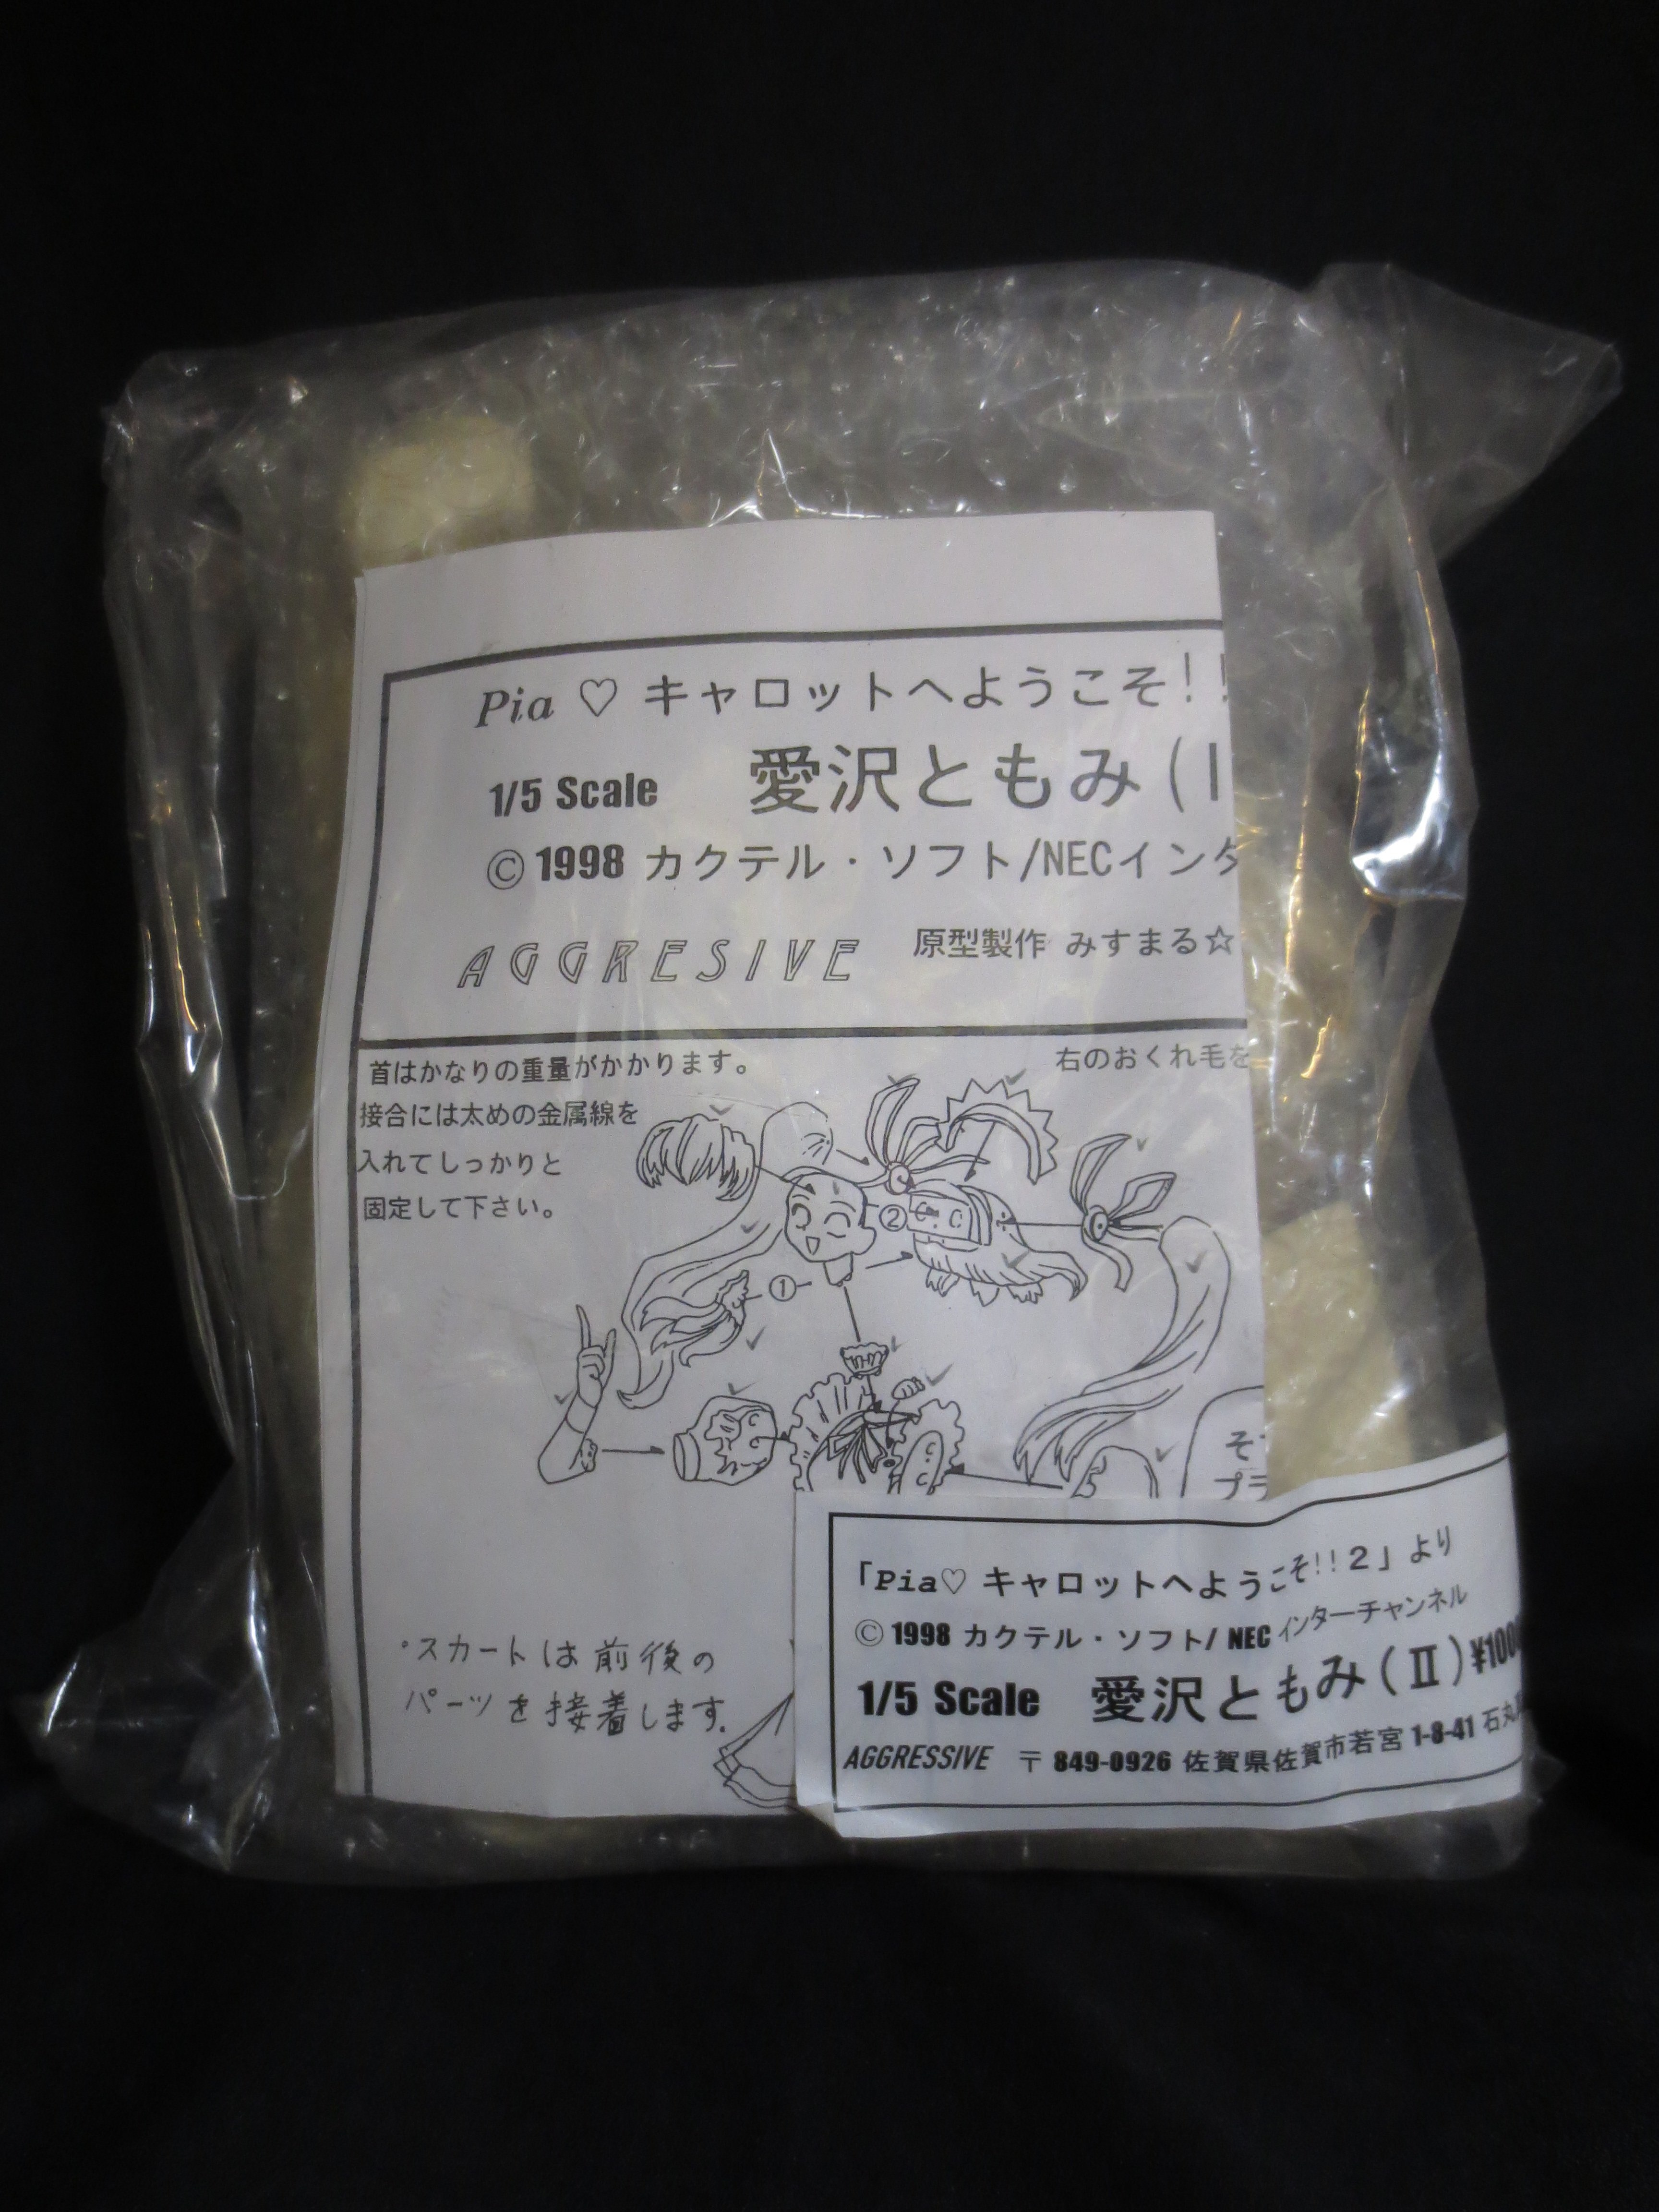 Pia ♡ キャロットへようこそ!!
1/5 Scale 愛沢ともみ(I
©1998 カクテル・ソフト/NECインタ
AGGRESIVE 原型製作 みすまる☆
首はかなりの重量がかかります。
接合には太めの金属線を
入れてしっかりと
固定して下さい。
右のおくれ毛を
②
①
そ
プラ
・スカートは前後の
パーツを接着します。
「Pia♡ キャロットへようこそ!!2」より
©1998 カクテル・ソフト/ NEC インターチャンネル
1/5 Scale 愛沢ともみ(Ⅱ)¥1000
AGGRESSIVE 〒849-0926 佐賀県佐賀市若宮1-8-41 石丸